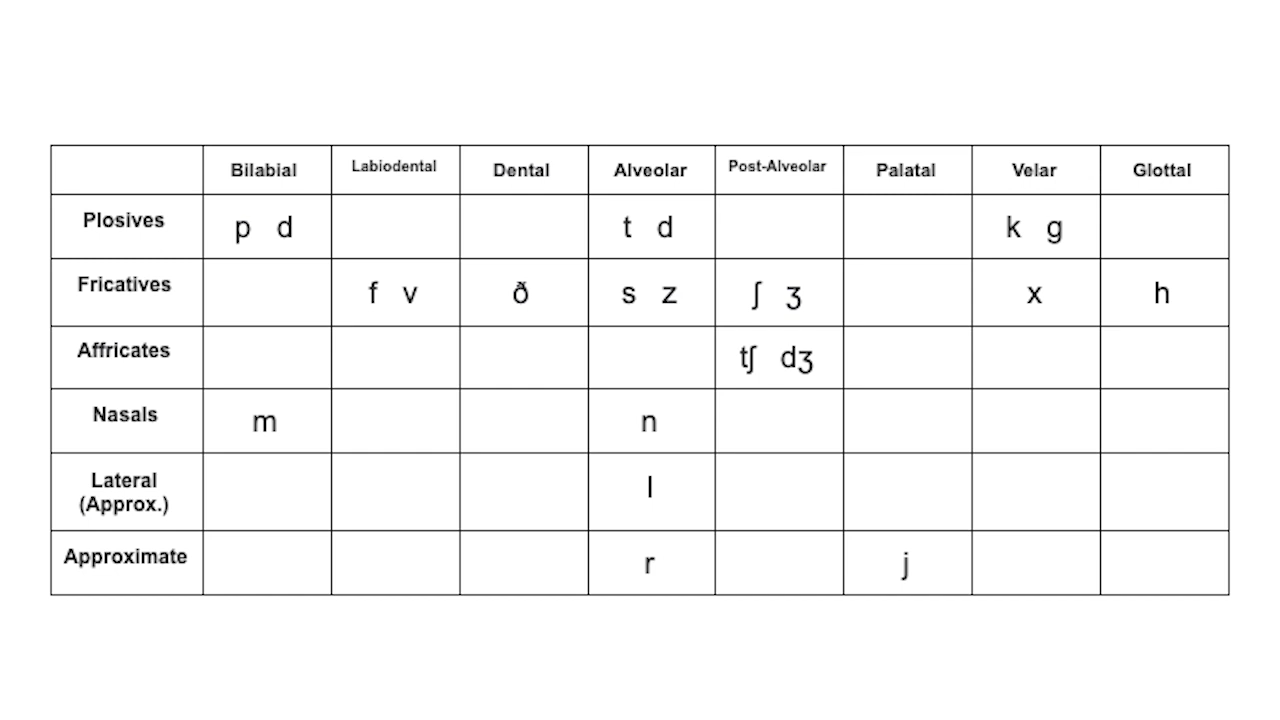 Bilabial Labiodental Dental Alveolar Post-Alveolar Palatal Velar Glottal
Plosives p d t d k g
Fricatives f v ð s z ʃ ʒ x h
Affricates tʃ dʒ
Nasals m n
Lateral
(Approx.) l
Approximate r j